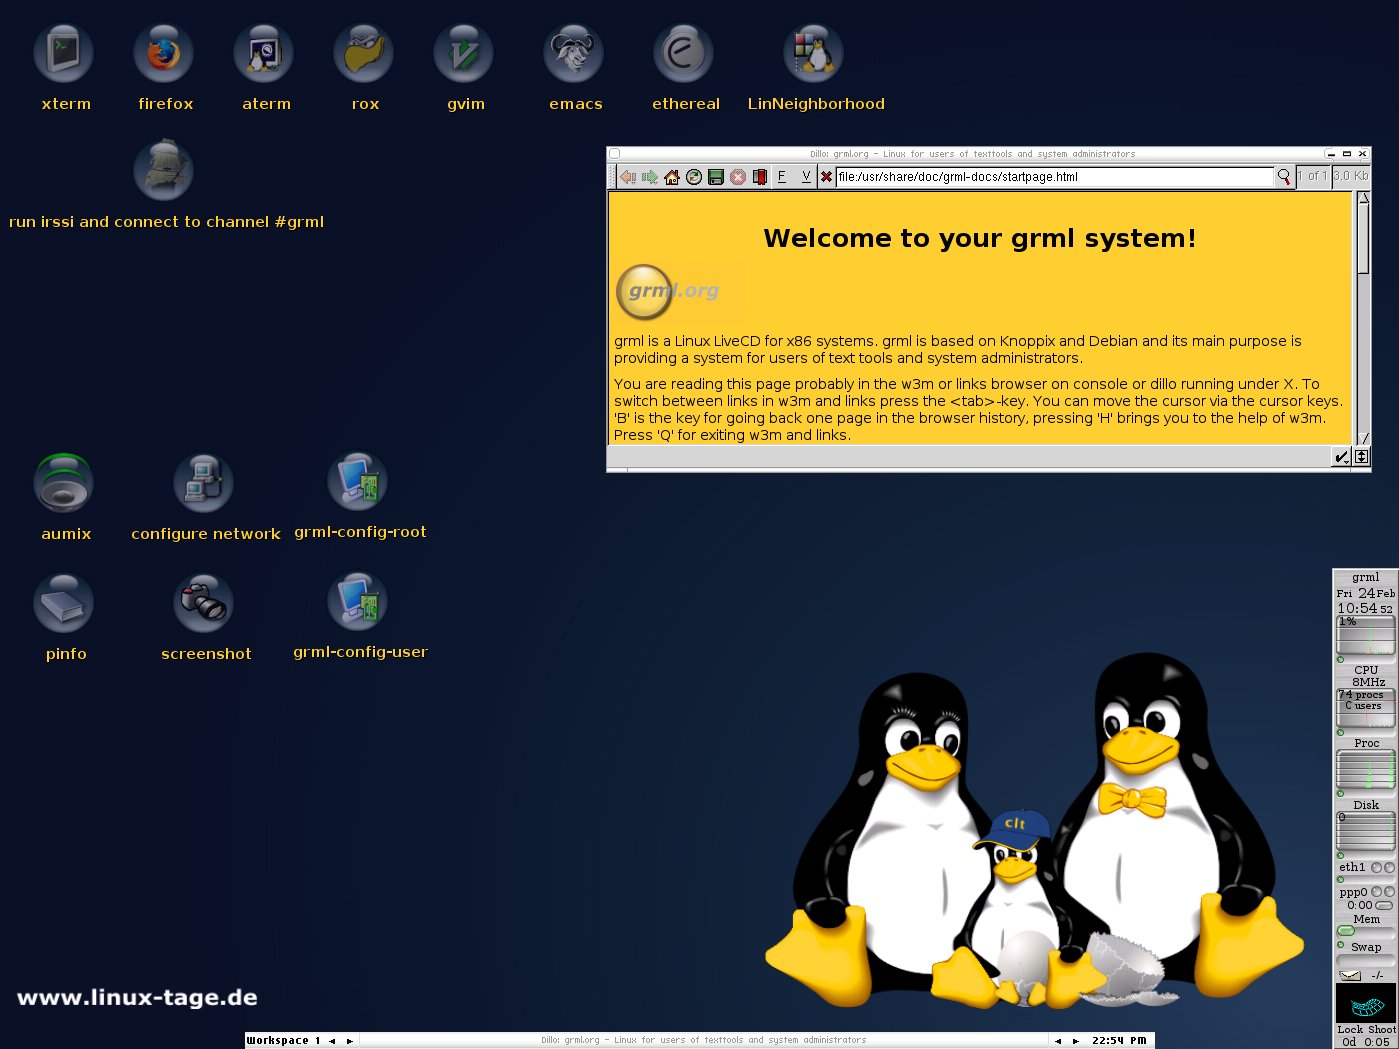 xterm firefox aterm rox gvim emacs ethereal LinNeighborhood
run irssi and connect to channel #grml
Dillo: grml.org - Linux for users of texttools and system administrators
F V file:/usr/share/doc/grml-docs/startpage.html 1 of 1 3.0 Kb
Welcome to your grml system!
grml.org
grml is a Linux LiveCD for x86 systems. grml is based on Knoppix and Debian and its main purpose is
providing a system for users of text tools and system administrators.
You are reading this page probably in the w3m or links browser on console or dillo running under X. To
switch between links in w3m and links press the <tab>-key. You can move the cursor via the cursor keys.
'B' is the key for going back one page in the browser history, pressing 'H' brings you to the help of w3m.
Press 'Q' for exiting w3m and links.
aumix configure network grml-config-root
pinfo screenshot grml-config-user
grml
Fri 24 Feb
10:54 52
1%
CPU
8MHz
74 procs
0 users
Proc
Disk
0
eth1
ppp0
0:00
Mem
Swap
-/-
Lock Shoot
0d 0:05
clt
www.linux-tage.de
Workspace 1 Dillo: grml.org - Linux for users of texttools and system administrators 22:54 PM